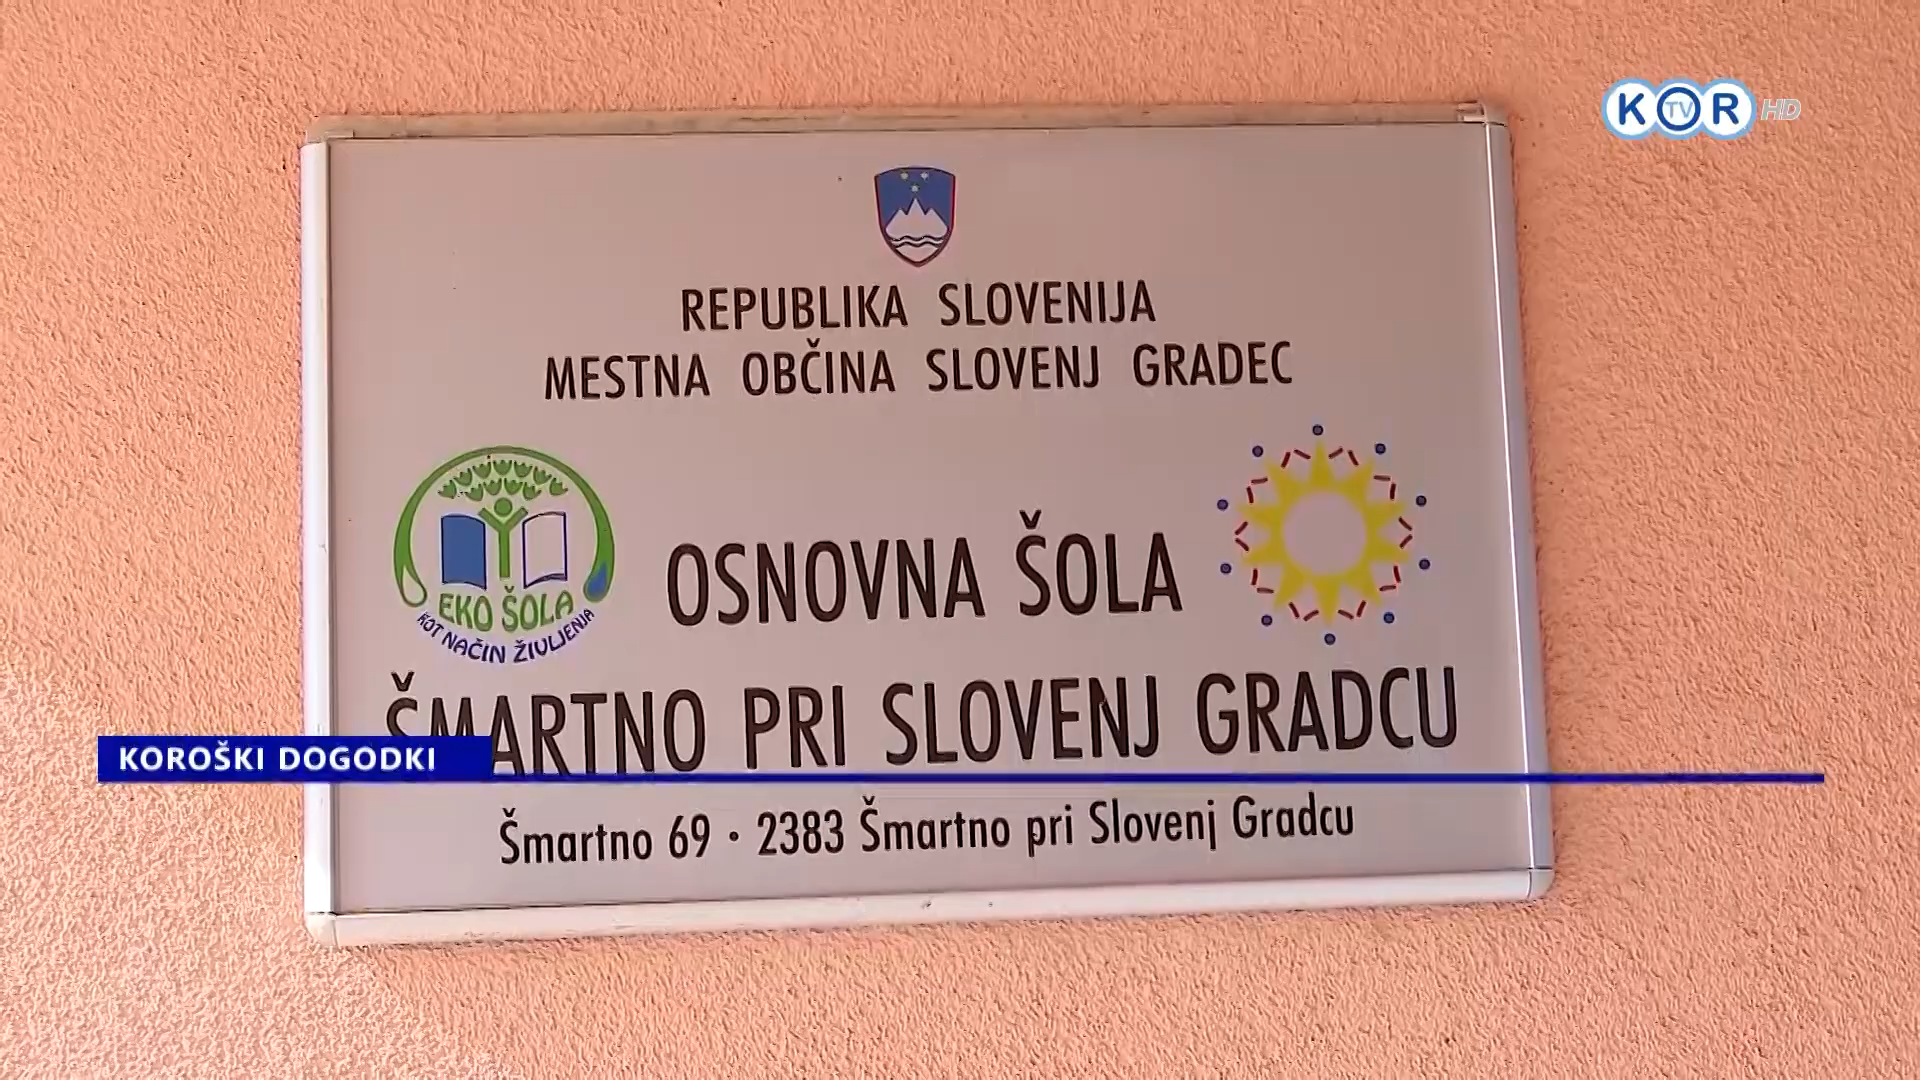 KOR TV HD
REPUBLIKA SLOVENIJA
MESTNA OBČINA SLOVENJ GRADEC
EKO ŠOLA
KOT NAČIN ŽIVLJENJA
OSNOVNA ŠOLA
ŠMARTNO PRI SLOVENJ GRADCU
KOROŠKI DOGODKI
Šmartno 69 • 2383 Šmartno pri Slovenj Gradcu